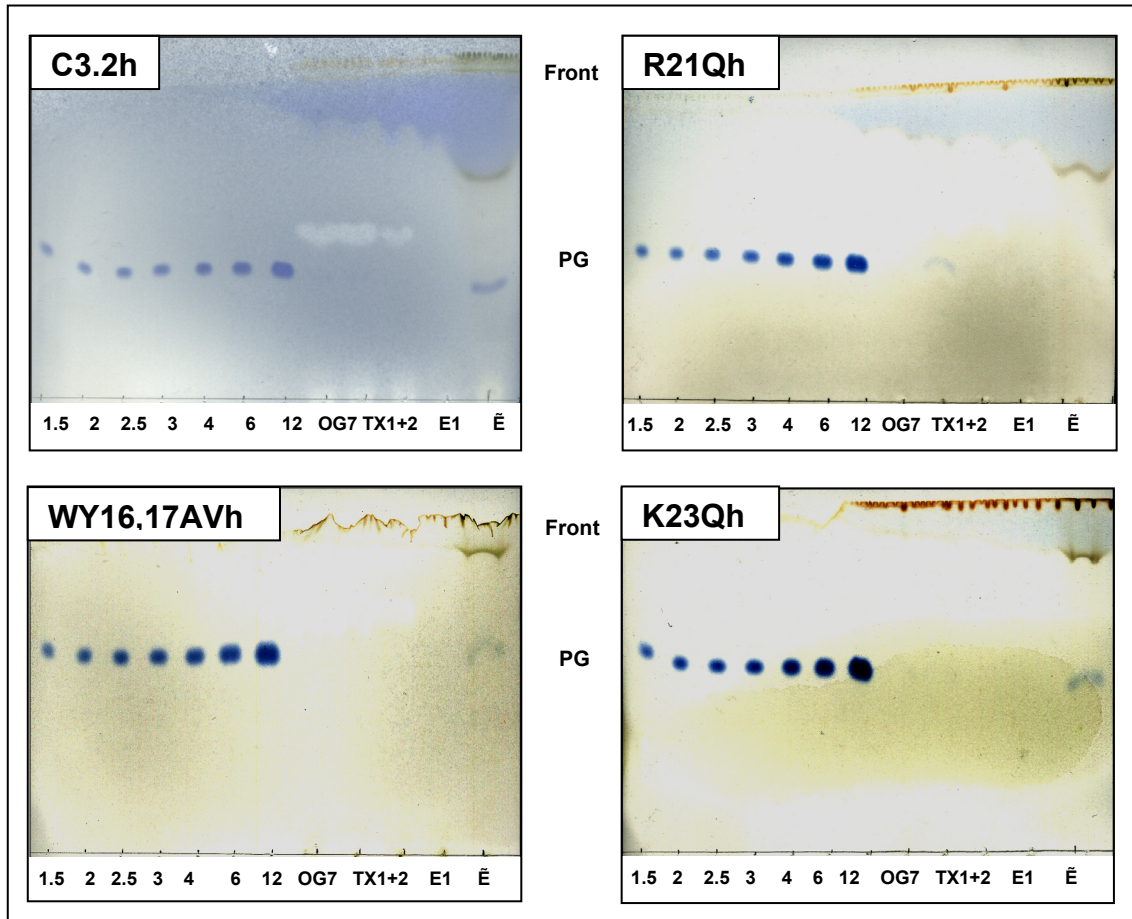 C3.2h
Front
R21Qh
PG
1.5 2 2.5 3 4 6 12 OG7 TX1+2 E1 Ẽ
1.5 2 2.5 3 4 6 12 OG7 TX1+2 E1 Ẽ
WY16,17AVh
Front
K23Qh
PG
1.5 2 2.5 3 4 6 12 OG7 TX1+2 E1 Ẽ
1.5 2 2.5 3 4 6 12 OG7 TX1+2 E1 Ẽ